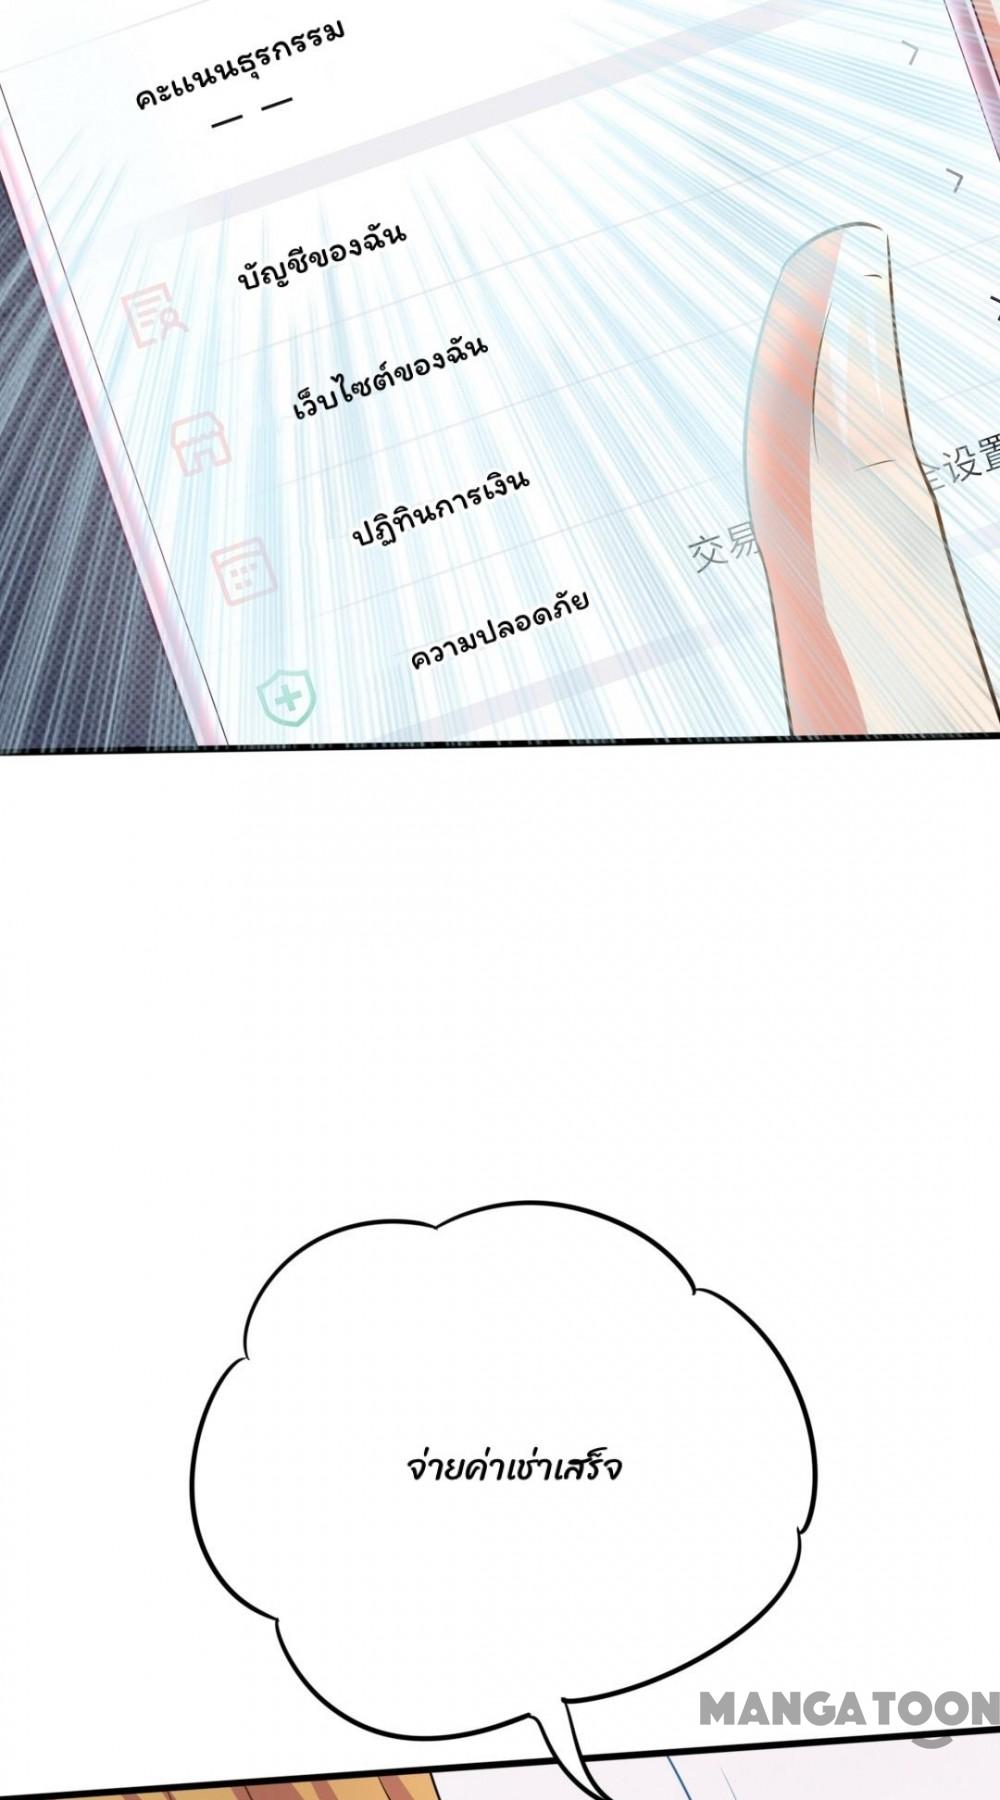 คะแนนธุรกรรม
— —
บัญชีของฉัน
เว็บไซต์ของฉัน
ปฏิทินการเงิน
全设置
交易
ความปลอดภัย
จ่ายค่าเช่าเสร็จ
MANGATOON